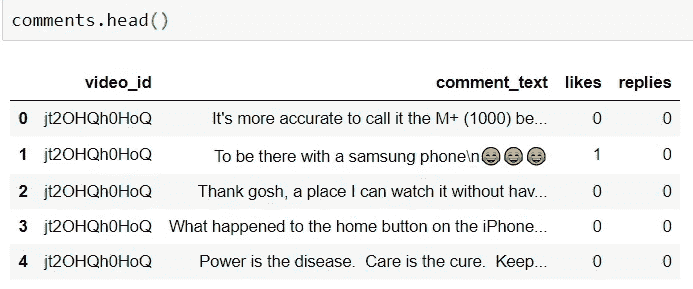 comments.head()
video_id comment_text likes replies
0 jt2OHQh0HoQ It's more accurate to call it the M+ (1000) be... 0 0
1 jt2OHQh0HoQ To be there with a samsung phone\n😁😁😁 1 0
2 jt2OHQh0HoQ Thank gosh, a place I can watch it without hav... 0 0
3 jt2OHQh0HoQ What happened to the home button on the iPhone... 0 0
4 jt2OHQh0HoQ Power is the disease.  Care is the cure.  Keep... 0 0